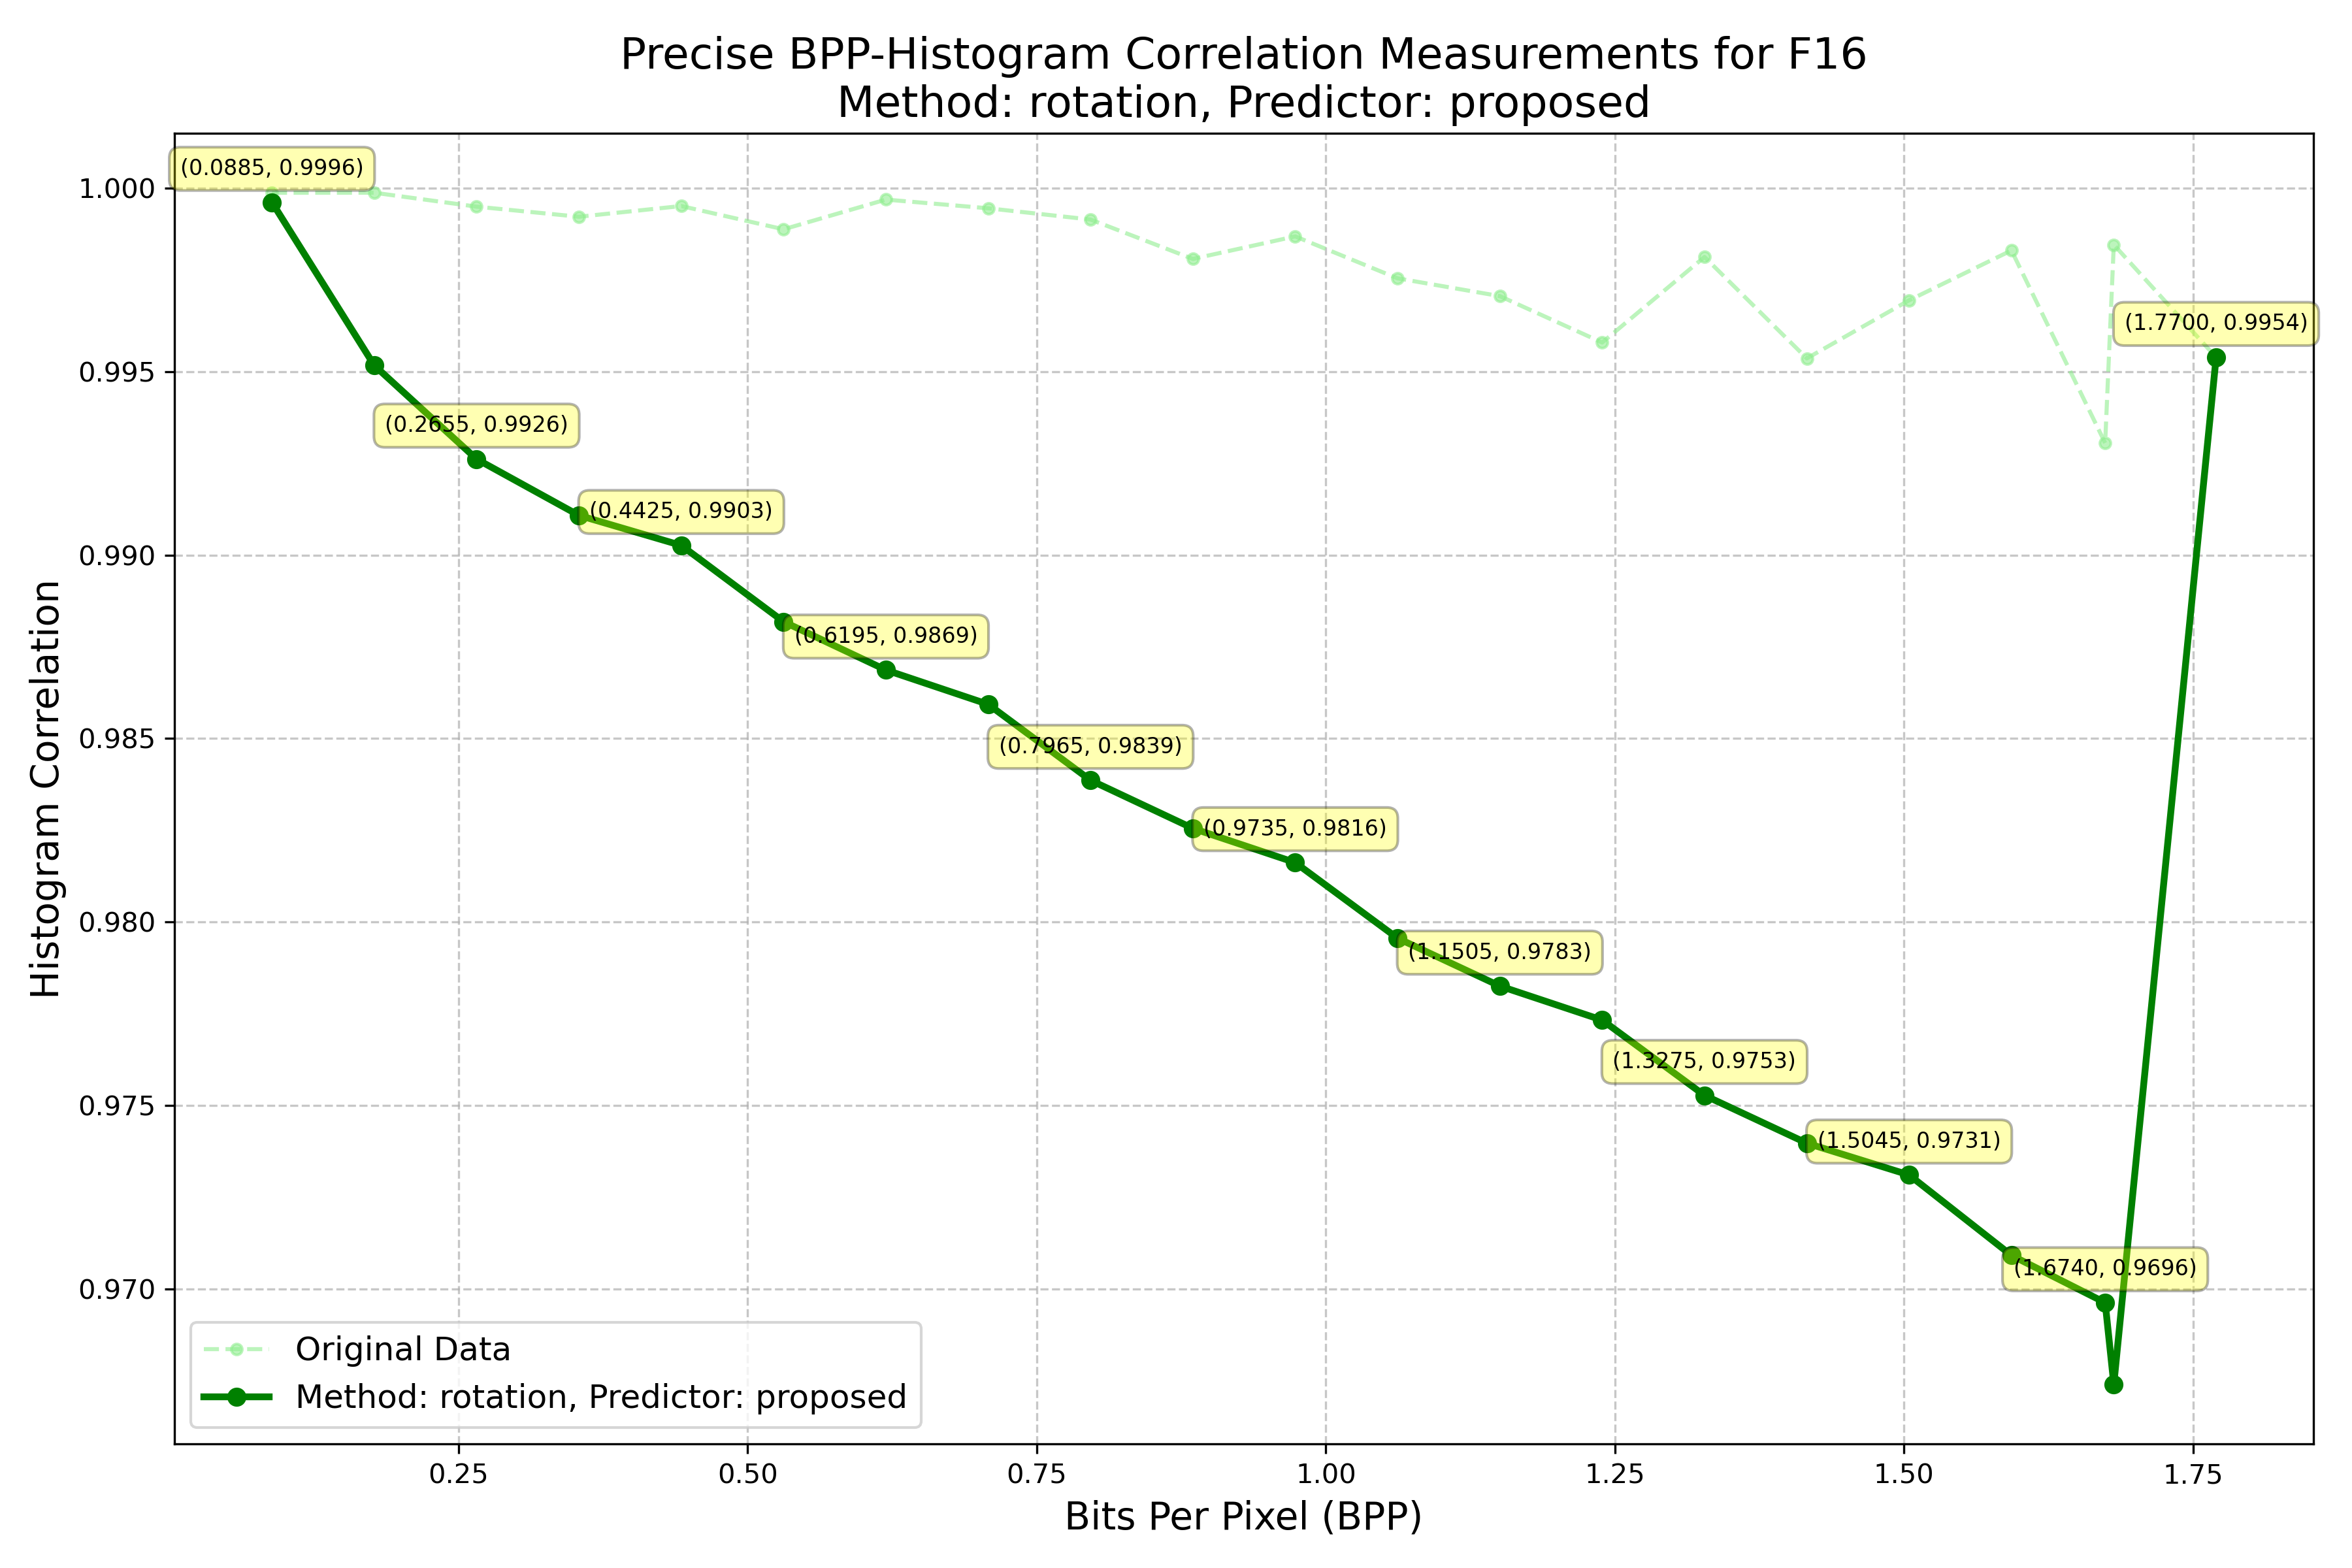 Precise BPP-Histogram Correlation Measurements for F16
Method: rotation, Predictor: proposed
Histogram Correlation
1.000
0.995
0.990
0.985
0.980
0.975
0.970
(0.0885, 0.9996)
(0.2655, 0.9926)
(0.4425, 0.9903)
(0.6195, 0.9869)
(0.7965, 0.9839)
(0.9735, 0.9816)
(1.1505, 0.9783)
(1.3275, 0.9753)
(1.5045, 0.9731)
(1.6740, 0.9696)
(1.7700, 0.9954)
Original Data
Method: rotation, Predictor: proposed
0.25 0.50 0.75 1.00 1.25 1.50 1.75
Bits Per Pixel (BPP)